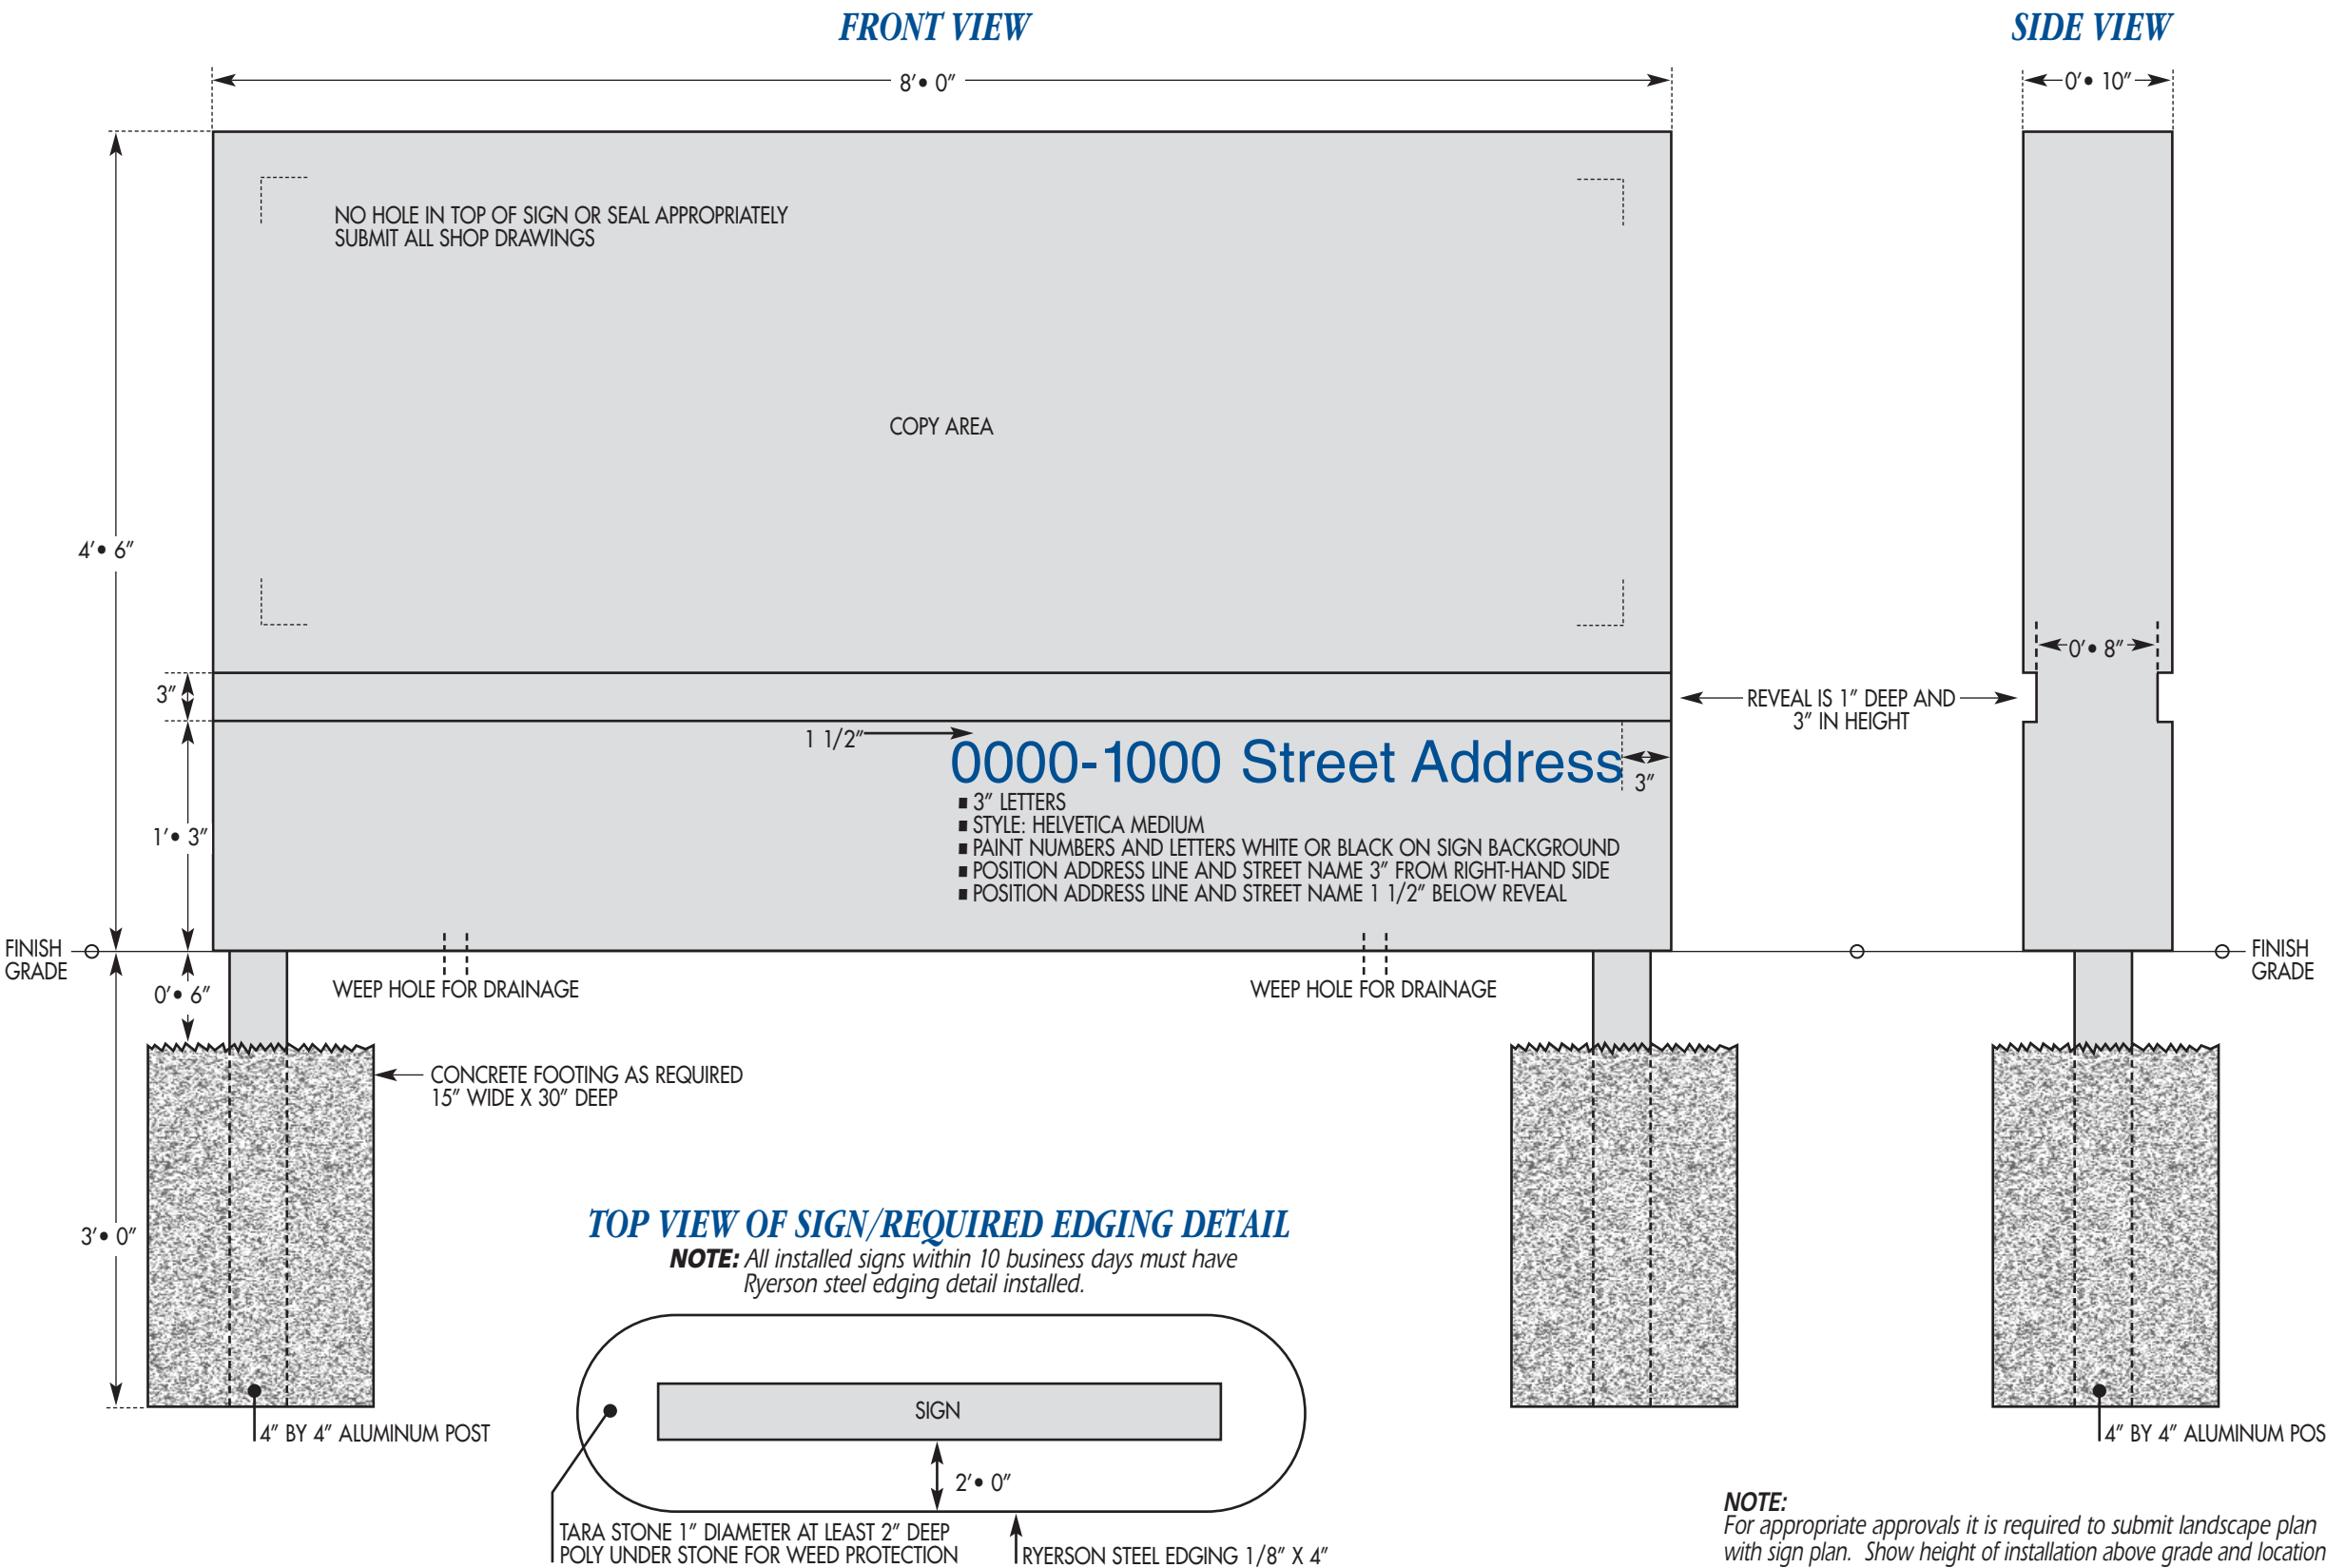 FRONT VIEW
SIDE VIEW
8′• 0″
0′• 10″
NO HOLE IN TOP OF SIGN OR SEAL APPROPRIATELY
SUBMIT ALL SHOP DRAWINGS
COPY AREA
4′• 6″
0′• 8″
3″
REVEAL IS 1″ DEEP AND
3″ IN HEIGHT
1 1/2″
0000-1000 Street Address
3″
▪ 3″ LETTERS
▪ STYLE: HELVETICA MEDIUM
▪ PAINT NUMBERS AND LETTERS WHITE OR BLACK ON SIGN BACKGROUND
▪ POSITION ADDRESS LINE AND STREET NAME 3″ FROM RIGHT-HAND SIDE
▪ POSITION ADDRESS LINE AND STREET NAME 1 1/2″ BELOW REVEAL
1′• 3″
FINISH
GRADE
FINISH
GRADE
0′• 6″
WEEP HOLE FOR DRAINAGE
WEEP HOLE FOR DRAINAGE
CONCRETE FOOTING AS REQUIRED
15″ WIDE X 30″ DEEP
3′• 0″
TOP VIEW OF SIGN/REQUIRED EDGING DETAIL
NOTE: All installed signs within 10 business days must have
Ryerson steel edging detail installed.
SIGN
4″ BY 4″ ALUMINUM POST
4″ BY 4″ ALUMINUM POS
2′• 0″
TARA STONE 1″ DIAMETER AT LEAST 2″ DEEP
POLY UNDER STONE FOR WEED PROTECTION
RYERSON STEEL EDGING 1/8″ X 4″
NOTE:
For appropriate approvals it is required to submit landscape plan
with sign plan. Show height of installation above grade and location